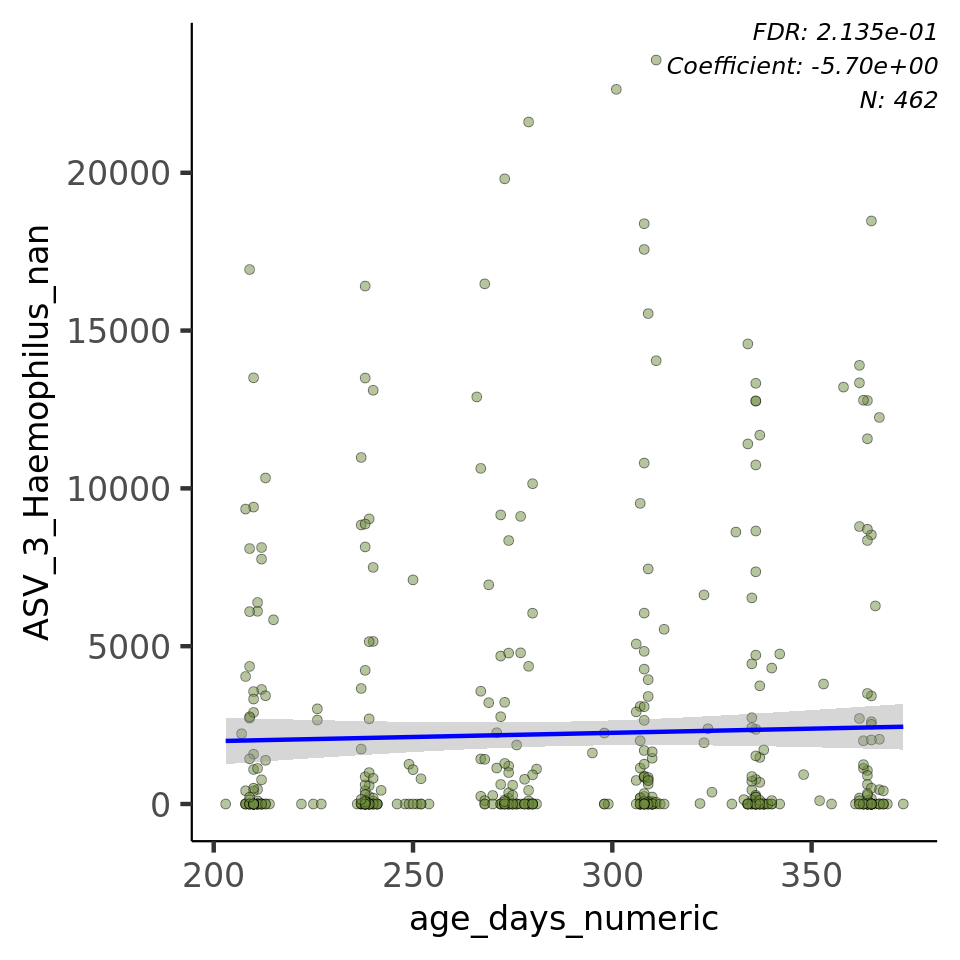 FDR: 2.135e-01
Coefficient: -5.70e+00
N: 462
20000
15000
10000
5000
0
ASV_3_Haemophilus_nan
200 250 300 350
age_days_numeric